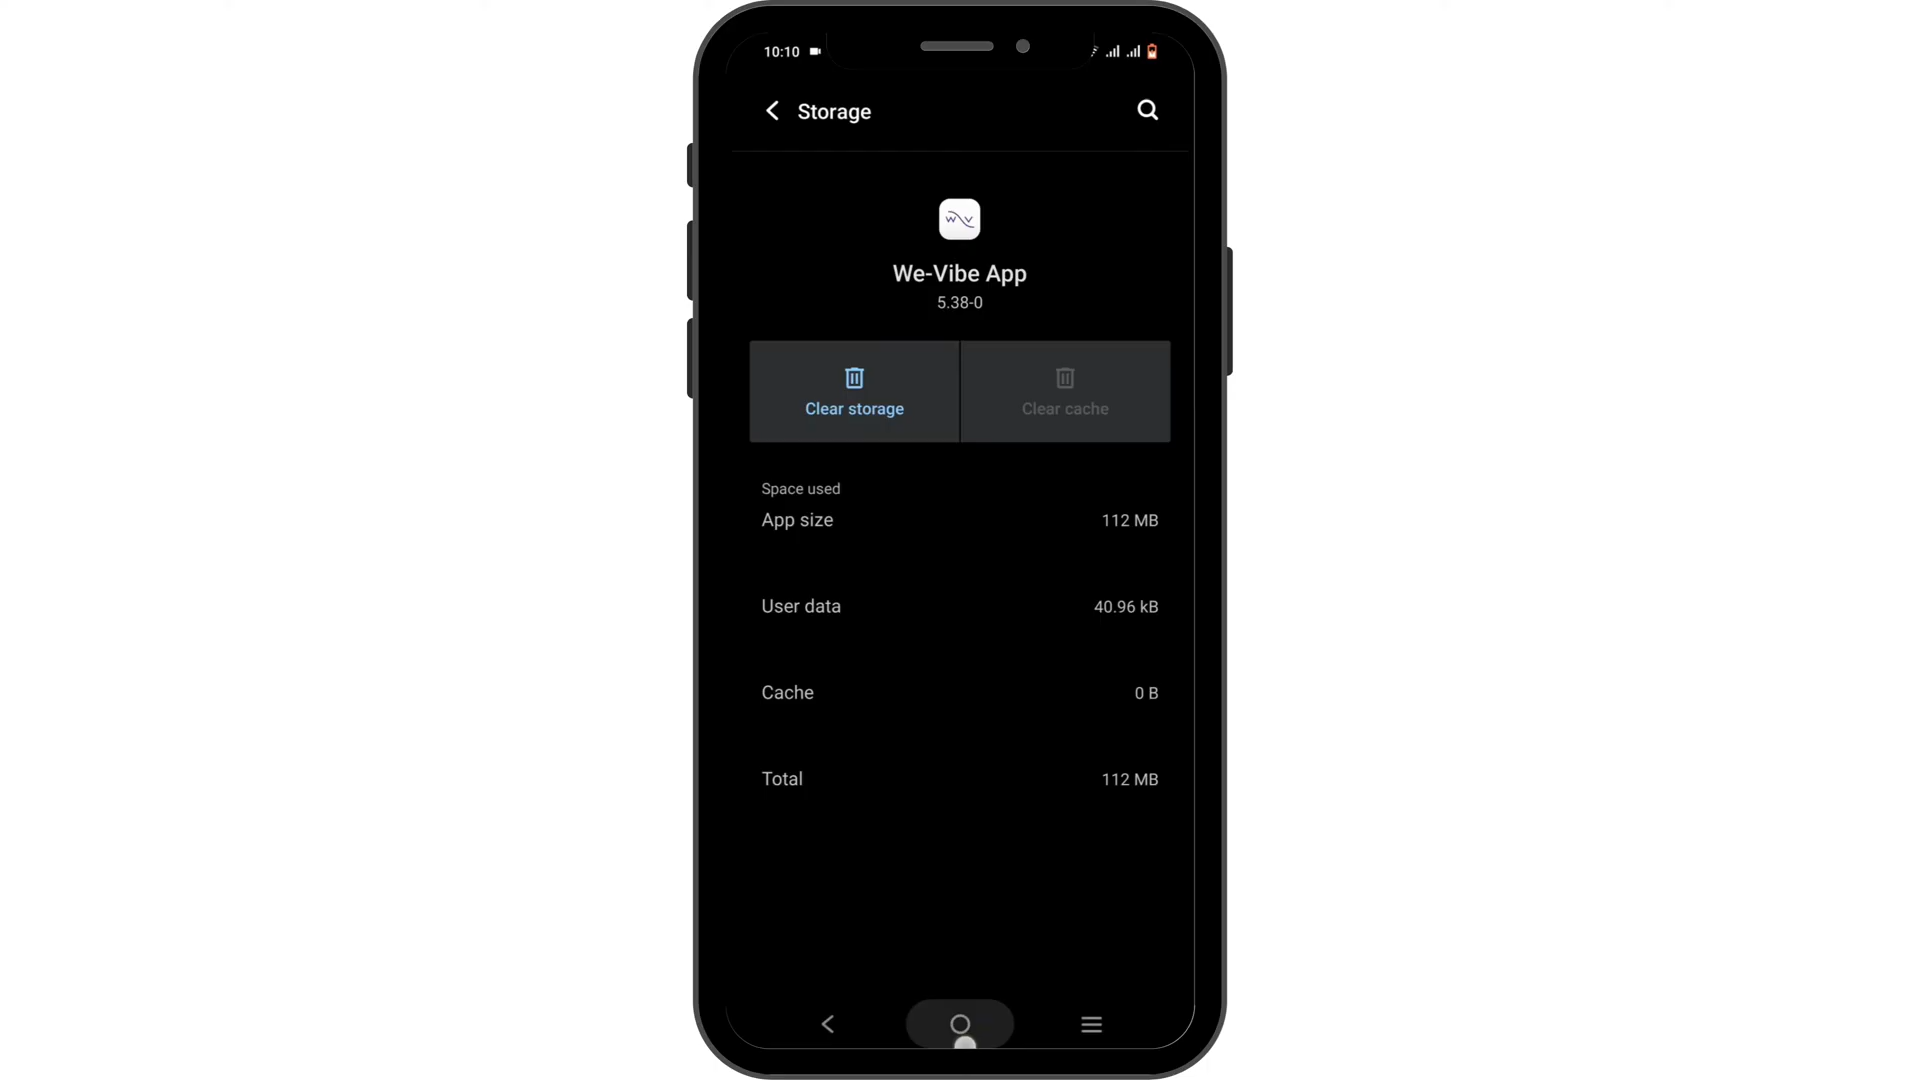 10:10
Storage
W V
We-Vibe App
5.38-0
Clear storage
Clear cache
Space used
App size 112 MB
User data 40.96 kB
Cache 0 B
Total 112 MB